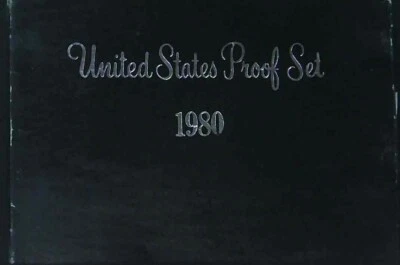 United States Proof Set
1980